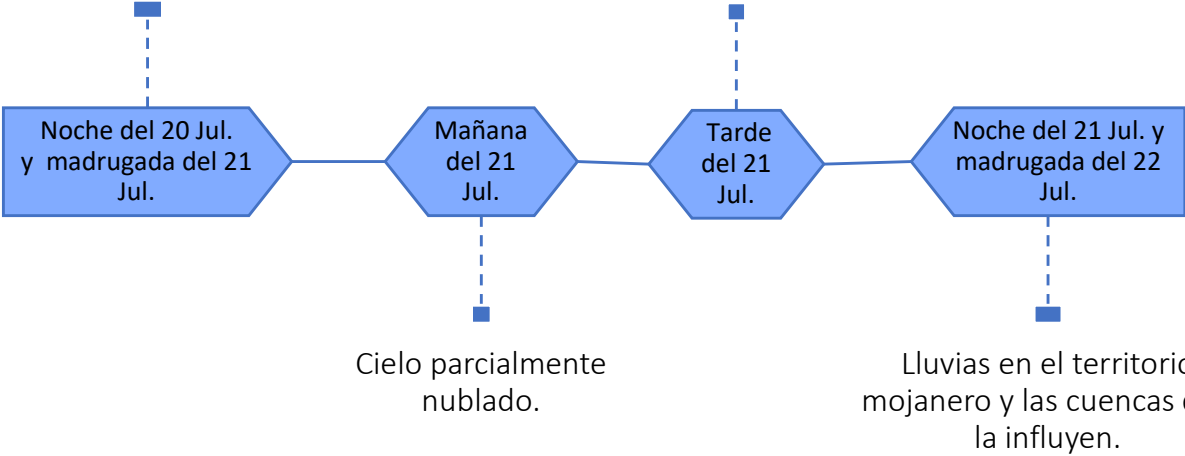 Noche del 20 Jul.
y madrugada del 21
Jul.
Mañana
del 21
Jul.
Tarde
del 21
Jul.
Noche del 21 Jul. y
madrugada del 22
Jul.
Cielo parcialmente
nublado.
Lluvias en el territorio
mojanero y las cuencas
la influyen.